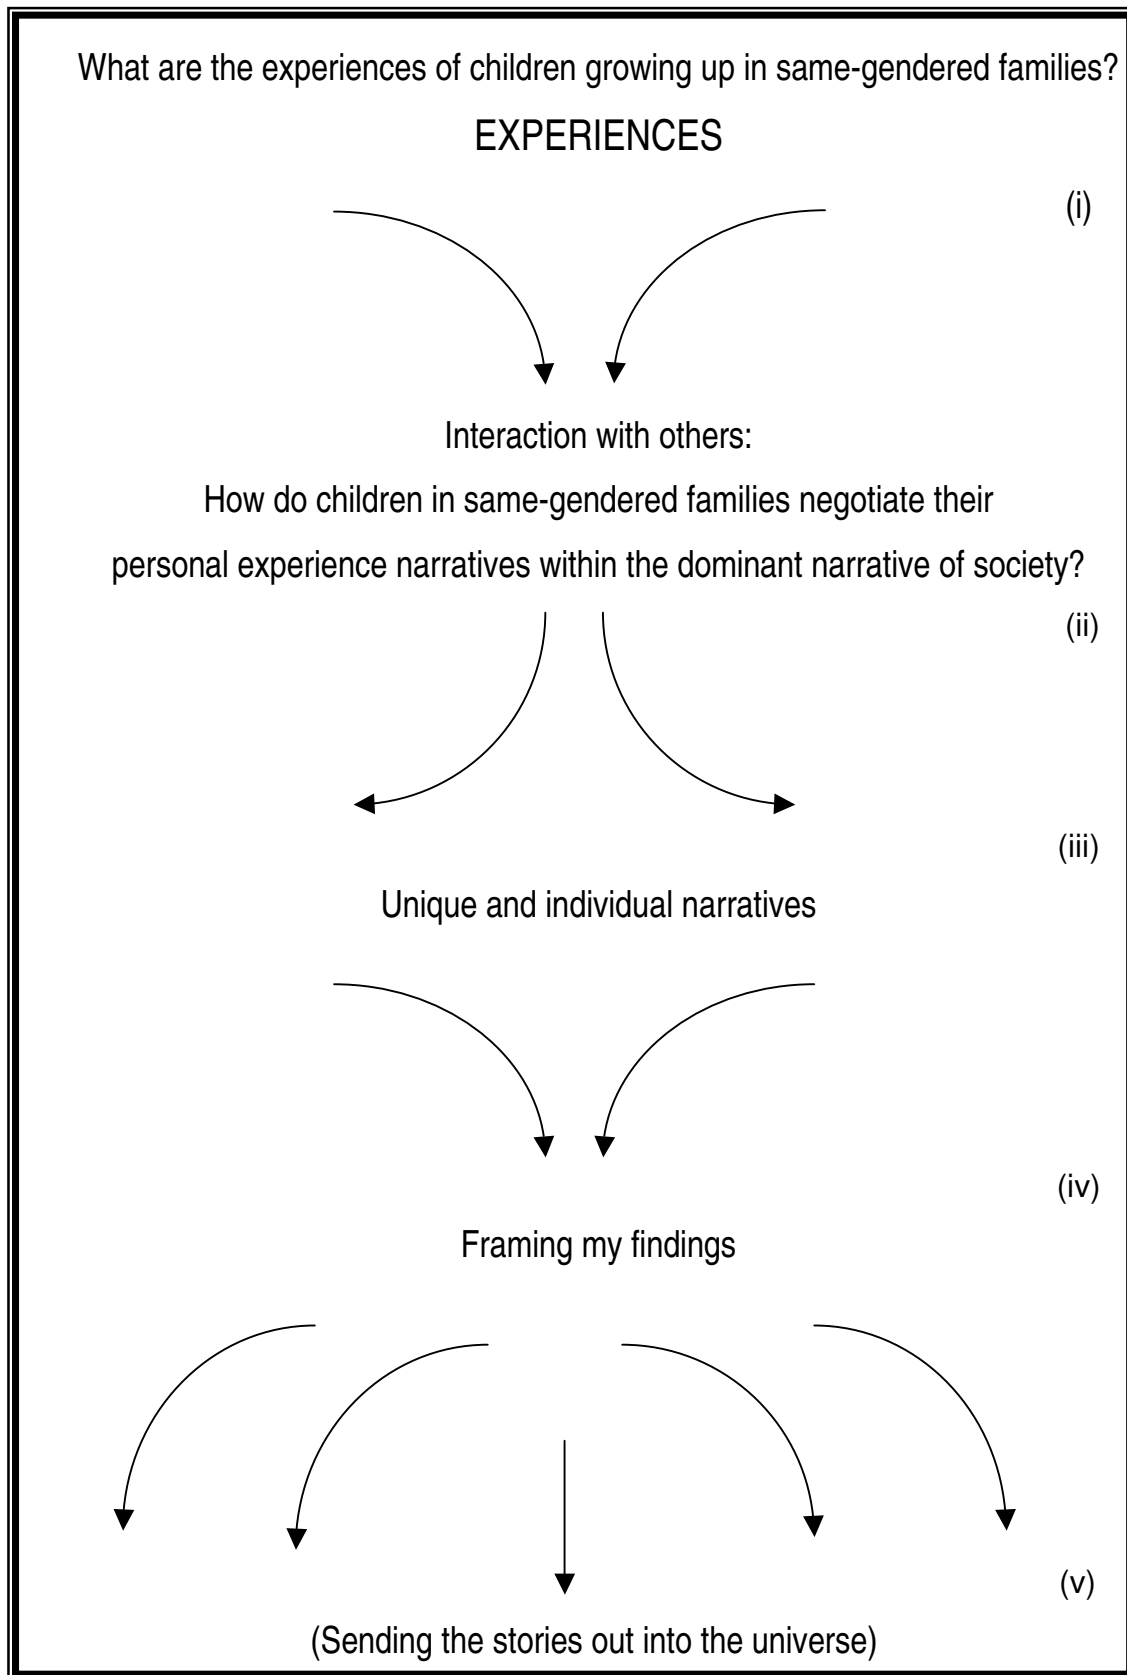 What are the experiences of children growing up in same-gendered families?
EXPERIENCES
(i)
Interaction with others:
How do children in same-gendered families negotiate their
personal experience narratives within the dominant narrative of society?
(ii)
(iii)
Unique and individual narratives
(iv)
Framing my findings
(v)
(Sending the stories out into the universe)